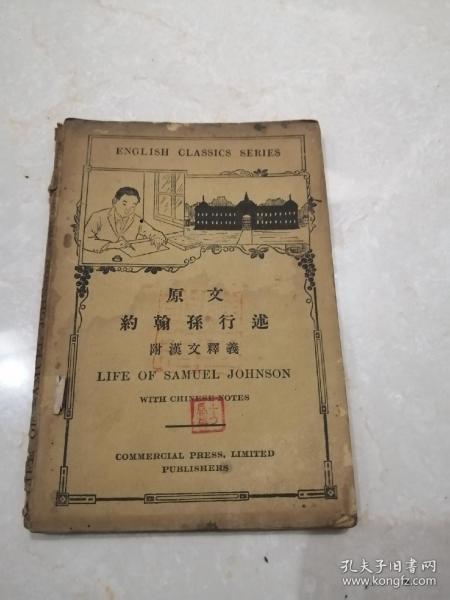 ENGLISH CLASSICS SERIES
原文
約翰孫行述
附漢文釋義
LIFE OF SAMUEL JOHNSON
WITH CHINESE NOTES
COMMERCIAL PRESS, LIMITED
PUBLISHERS
孔夫子旧书网
www.kongfz.com